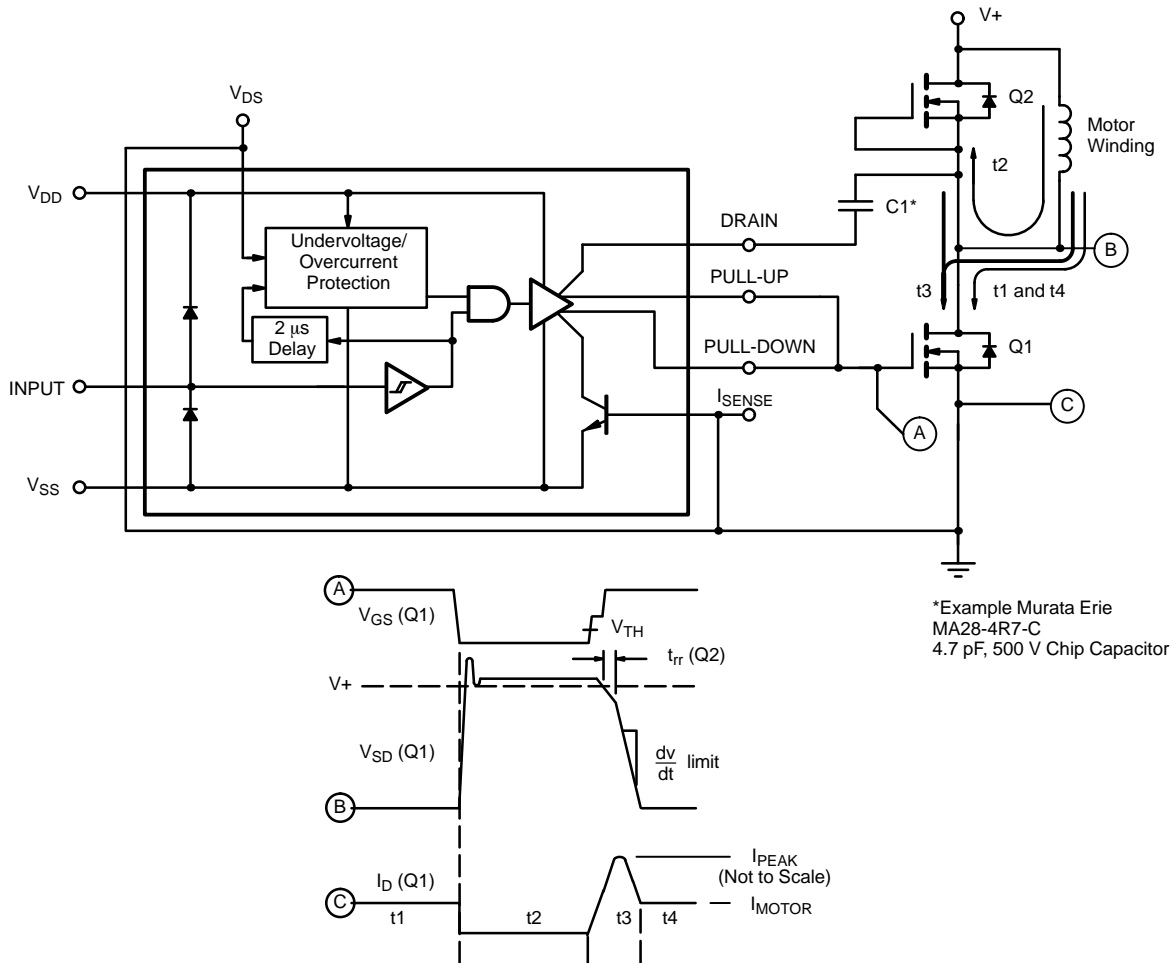 V+
VDS
Q2
Motor
Winding
t2
VDD
C1*
DRAIN
Undervoltage/
Overcurrent
Protection
B
PULL-UP
t3
t1 and t4
2 μs
Delay
PULL-DOWN
Q1
INPUT
ISENSE
C
A
VSS
A
VGS (Q1)
VTH
*Example Murata Erie
MA28-4R7-C
4.7 pF, 500 V Chip Capacitor
trr (Q2)
V+
VSD (Q1)
dv
dt limit
B
IPEAK
(Not to Scale)
C
ID (Q1)
IMOTOR
t1
t2
t3
t4